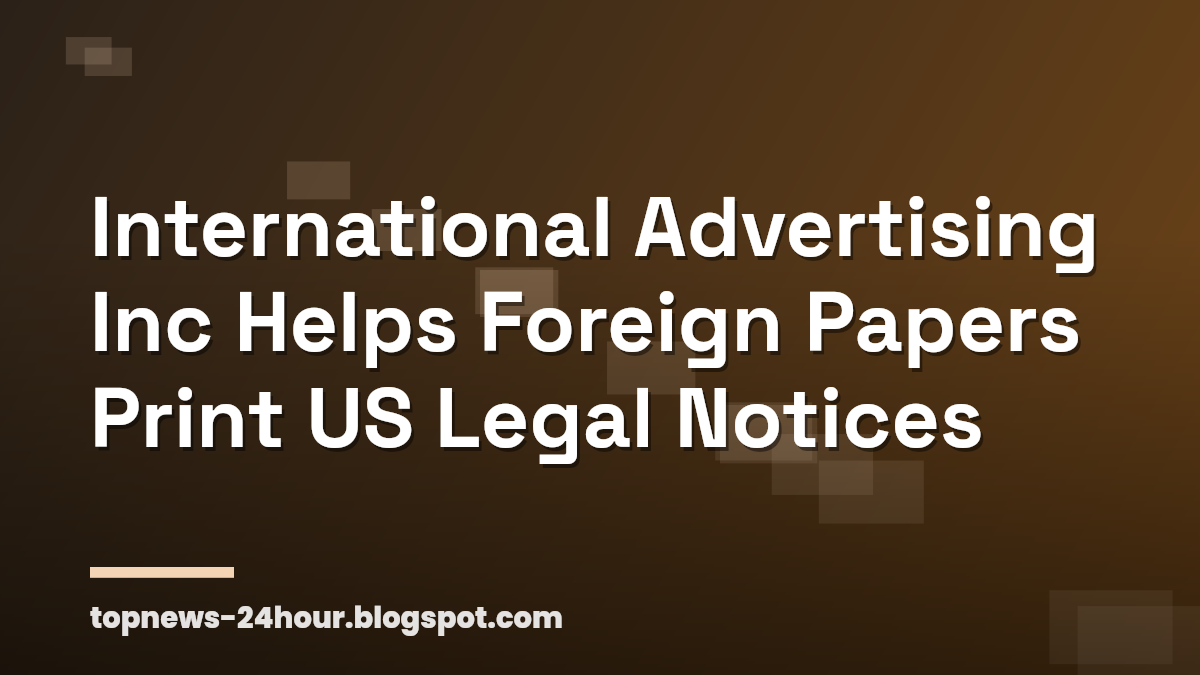 International Advertising
Inc Helps Foreign Papers
Print US Legal Notices
topnews-24hour.blogspot.com